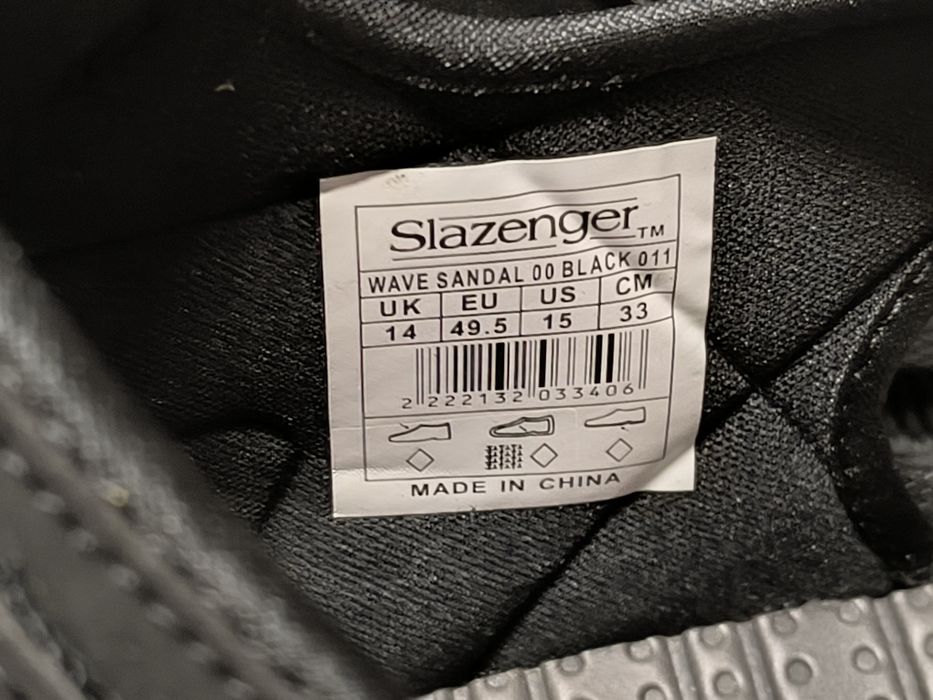 Slazenger™
WAVE SANDAL 00 BLACK 011
UK EU US CM
14 49.5 15 33
2 222132 033406
MADE IN CHINA